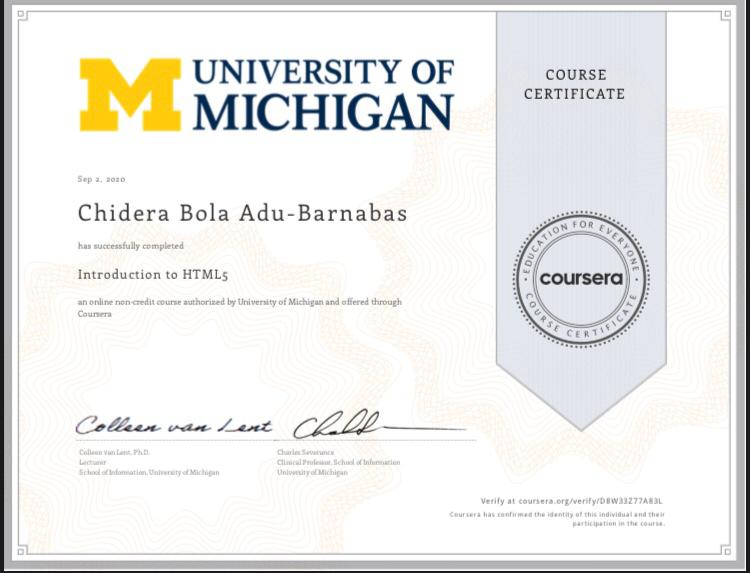 UNIVERSITY OF
MICHIGAN
COURSE
CERTIFICATE
Sep 2, 2020
Chidera Bola Adu-Barnabas
has successfully completed
Introduction to HTML5
an online non-credit course authorized by University of Michigan and offered through
Coursera
EDUCATION FOR EVERYONE
coursera
COURSE CERTIFICATE
Colleen van Lent
Colleen van Lent, Ph.D.
Lecturer
School of Information, University of Michigan
Charles Severance
Clinical Professor, School of Information
University of Michigan
Verify at coursera.org/verify/D8W33Z77A83L
Coursera has confirmed the identity of this individual and their
participation in the course.